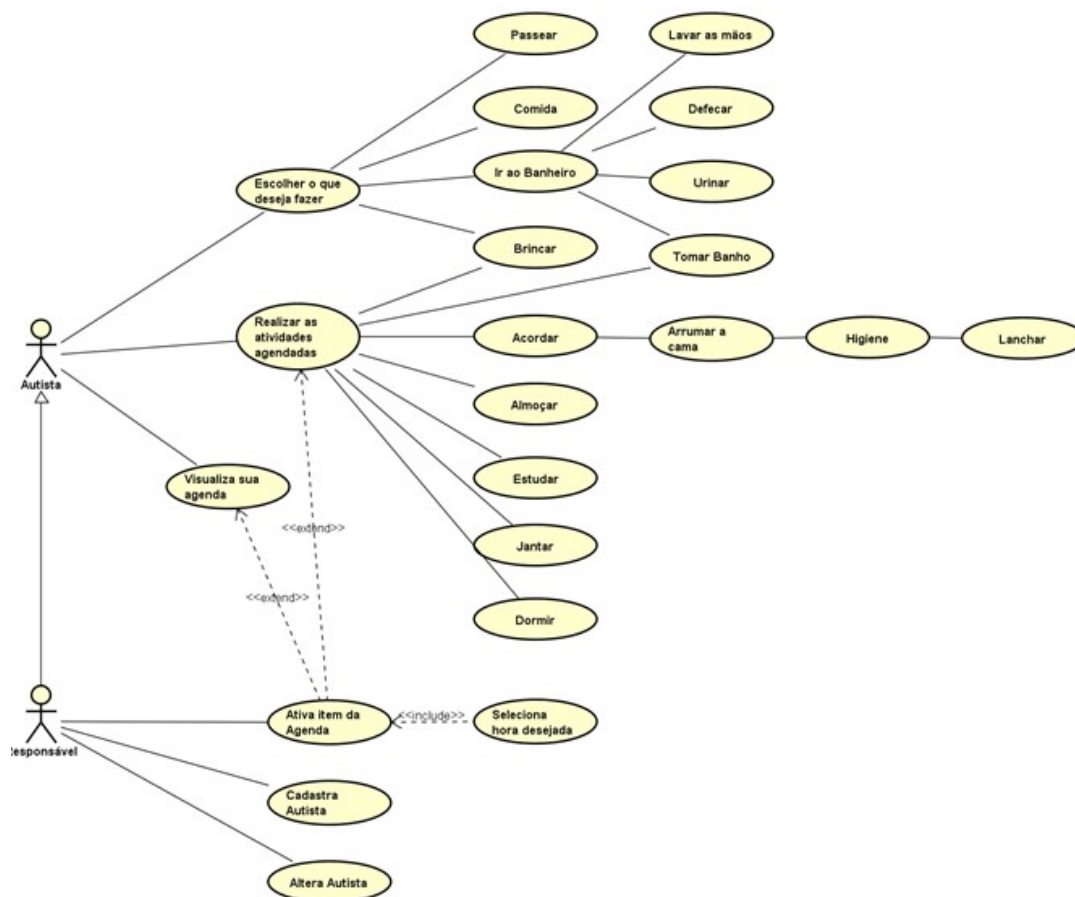 Passear
Lavar as mãos
Comida
Defecar
Escolher o que
deseja fazer
Ir ao Banheiro
Urinar
Brincar
Tomar Banho
Realizar as
atividades
agendadas
Acordar
Arrumar a
cama
Higiene
Lanchar
Autista
Almoçar
Visualiza sua
agenda
Estudar
<<extend>>
Jantar
<<extend>>
Dormir
Ativa item da
Agenda
<<include>>
Seleciona
hora desejada
Responsável
Cadastra
Autista
Altera Autista